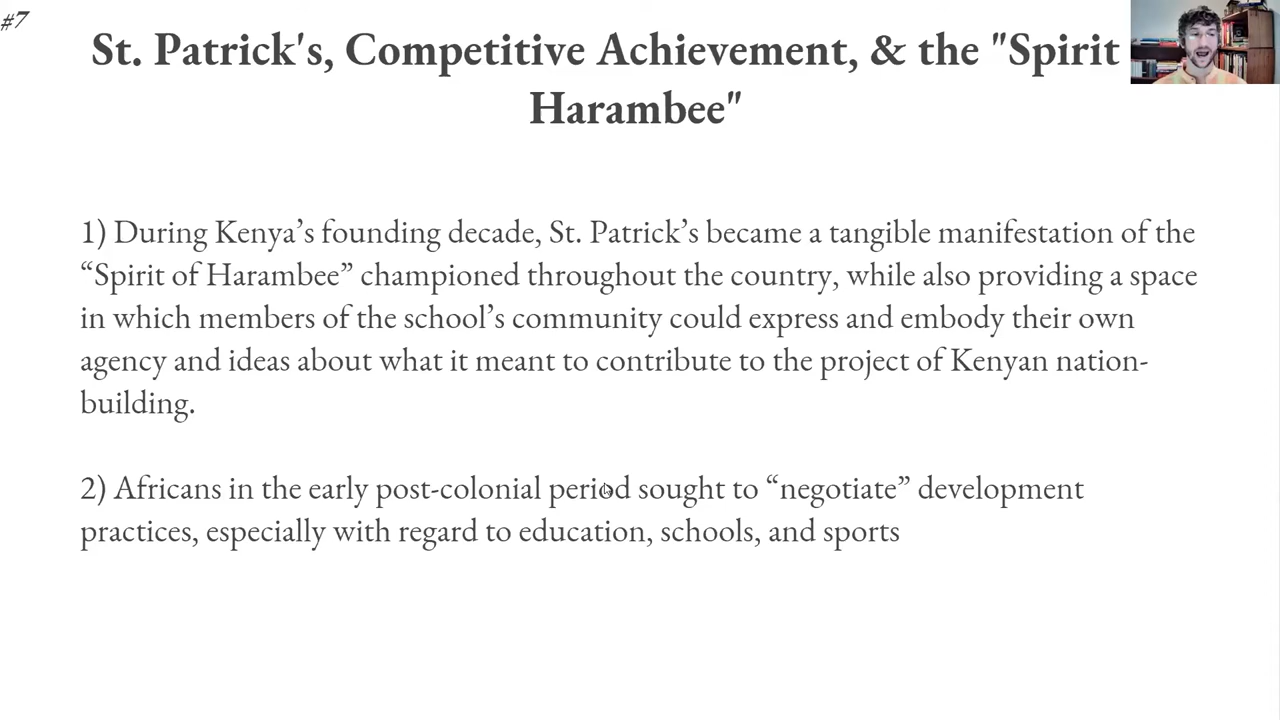 #7
St. Patrick's, Competitive Achievement, & the "Spirit
Harambee"
1) During Kenya’s founding decade, St. Patrick’s became a tangible manifestation of the
“Spirit of Harambee” championed throughout the country, while also providing a space
in which members of the school’s community could express and embody their own
agency and ideas about what it meant to contribute to the project of Kenyan nation-
building.
2) Africans in the early post-colonial period sought to “negotiate” development
practices, especially with regard to education, schools, and sports